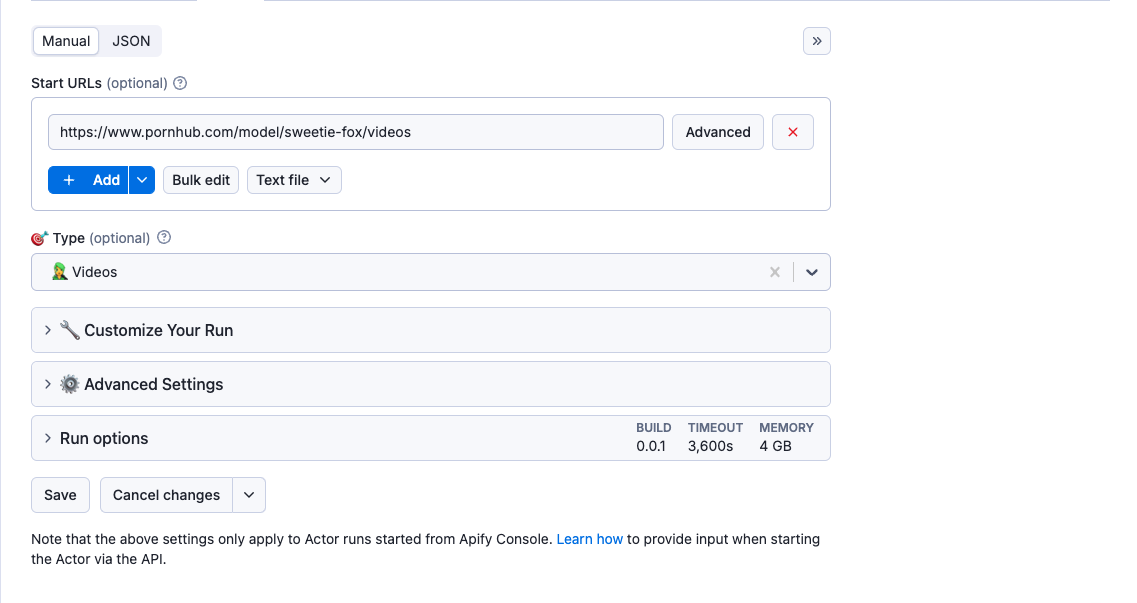 Manual JSON
Start URLs (optional)
https://www.pornhub.com/model/sweetie-fox/videos Advanced
Add Bulk edit Text file
Type (optional)
Videos
Customize Your Run
Advanced Settings
Run options BUILD 0.0.1 TIMEOUT 3,600s MEMORY 4 GB
Save Cancel changes
Note that the above settings only apply to Actor runs started from Apify Console. Learn how to provide input when starting
the Actor via the API.